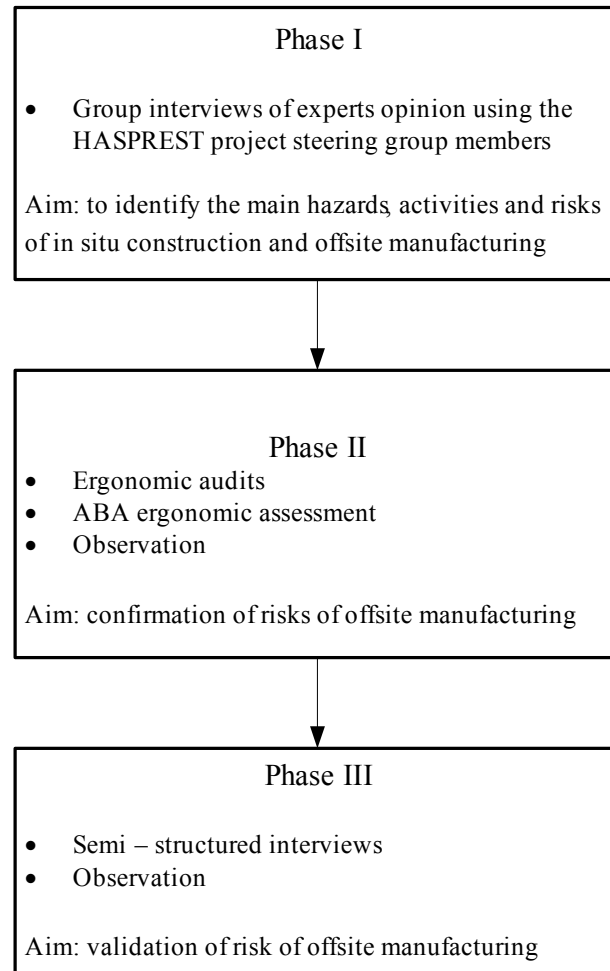 Phase I
• Group interviews of experts opinion using the
HASPREST project steering group members
Aim: to identify the main hazards, activities and risks
of in situ construction and offsite manufacturing
Phase II
• Ergonomic audits
• ABA ergonomic assessment
• Observation
Aim: confirmation of risks of offsite manufacturing
Phase III
• Semi – structured interviews
• Observation
Aim: validation of risk of offsite manufacturing